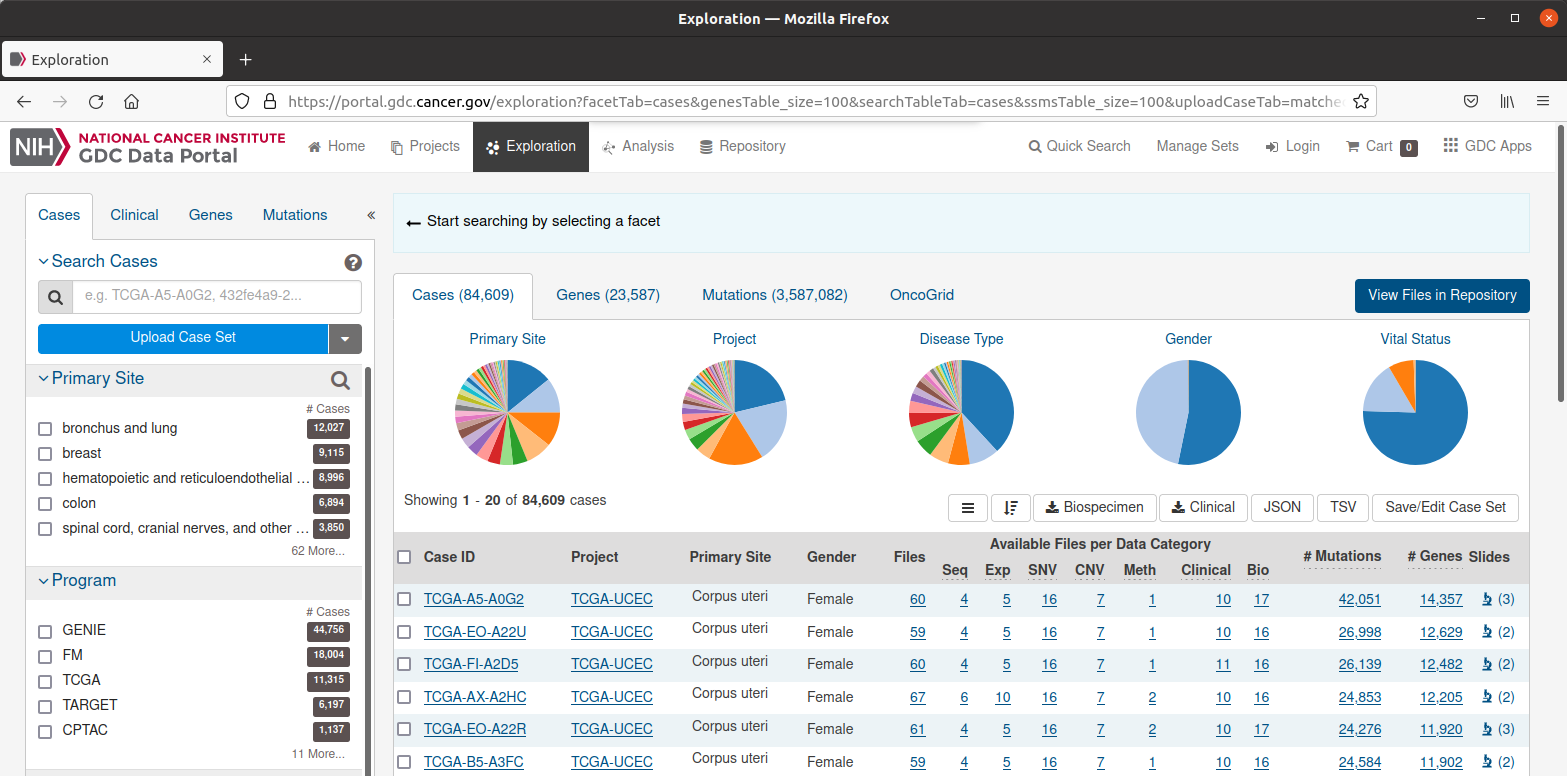 Exploration — Mozilla Firefox
Exploration
https://portal.gdc.cancer.gov/exploration?facetTab=cases&genesTable_size=100&searchTableTab=cases&ssmsTable_size=100&uploadCaseTab=matche
NIH NATIONAL CANCER INSTITUTE
GDC Data Portal
Home Projects Exploration Analysis Repository Quick Search Manage Sets Login Cart 0 GDC Apps
Cases Clinical Genes Mutations «
Start searching by selecting a facet
Search Cases
e.g. TCGA-A5-A0G2, 432fe4a9-2...
Upload Case Set
Cases (84,609) Genes (23,587) Mutations (3,587,082) OncoGrid View Files in Repository
Primary Site Project Disease Type Gender Vital Status
Primary Site
# Cases
bronchus and lung 12,027
breast 9,115
hematopoietic and reticuloendothelial ... 8,996
colon 6,894
spinal cord, cranial nerves, and other ... 3,850
62 More...
Program
# Cases
GENIE 44,756
FM 18,004
TCGA 11,315
TARGET 6,197
CPTAC 1,137
11 More...
Showing 1 - 20 of 84,609 cases
Biospecimen Clinical JSON TSV Save/Edit Case Set
Case ID Project Primary Site Gender Files Available Files per Data Category # Mutations # Genes Slides
Seq Exp SNV CNV Meth Clinical Bio
TCGA-A5-A0G2 TCGA-UCEC Corpus uteri Female 60 4 5 16 7 1 10 17 42,051 14,357 (3)
TCGA-EO-A22U TCGA-UCEC Corpus uteri Female 59 4 5 16 7 1 10 16 26,998 12,629 (2)
TCGA-FI-A2D5 TCGA-UCEC Corpus uteri Female 60 4 5 16 7 1 11 16 26,139 12,482 (2)
TCGA-AX-A2HC TCGA-UCEC Corpus uteri Female 67 6 10 16 7 2 10 16 24,853 12,205 (2)
TCGA-EO-A22R TCGA-UCEC Corpus uteri Female 61 4 5 16 7 2 10 17 24,276 11,920 (3)
TCGA-B5-A3FC TCGA-UCEC Corpus uteri Female 59 4 5 16 7 1 10 16 24,584 11,902 (2)